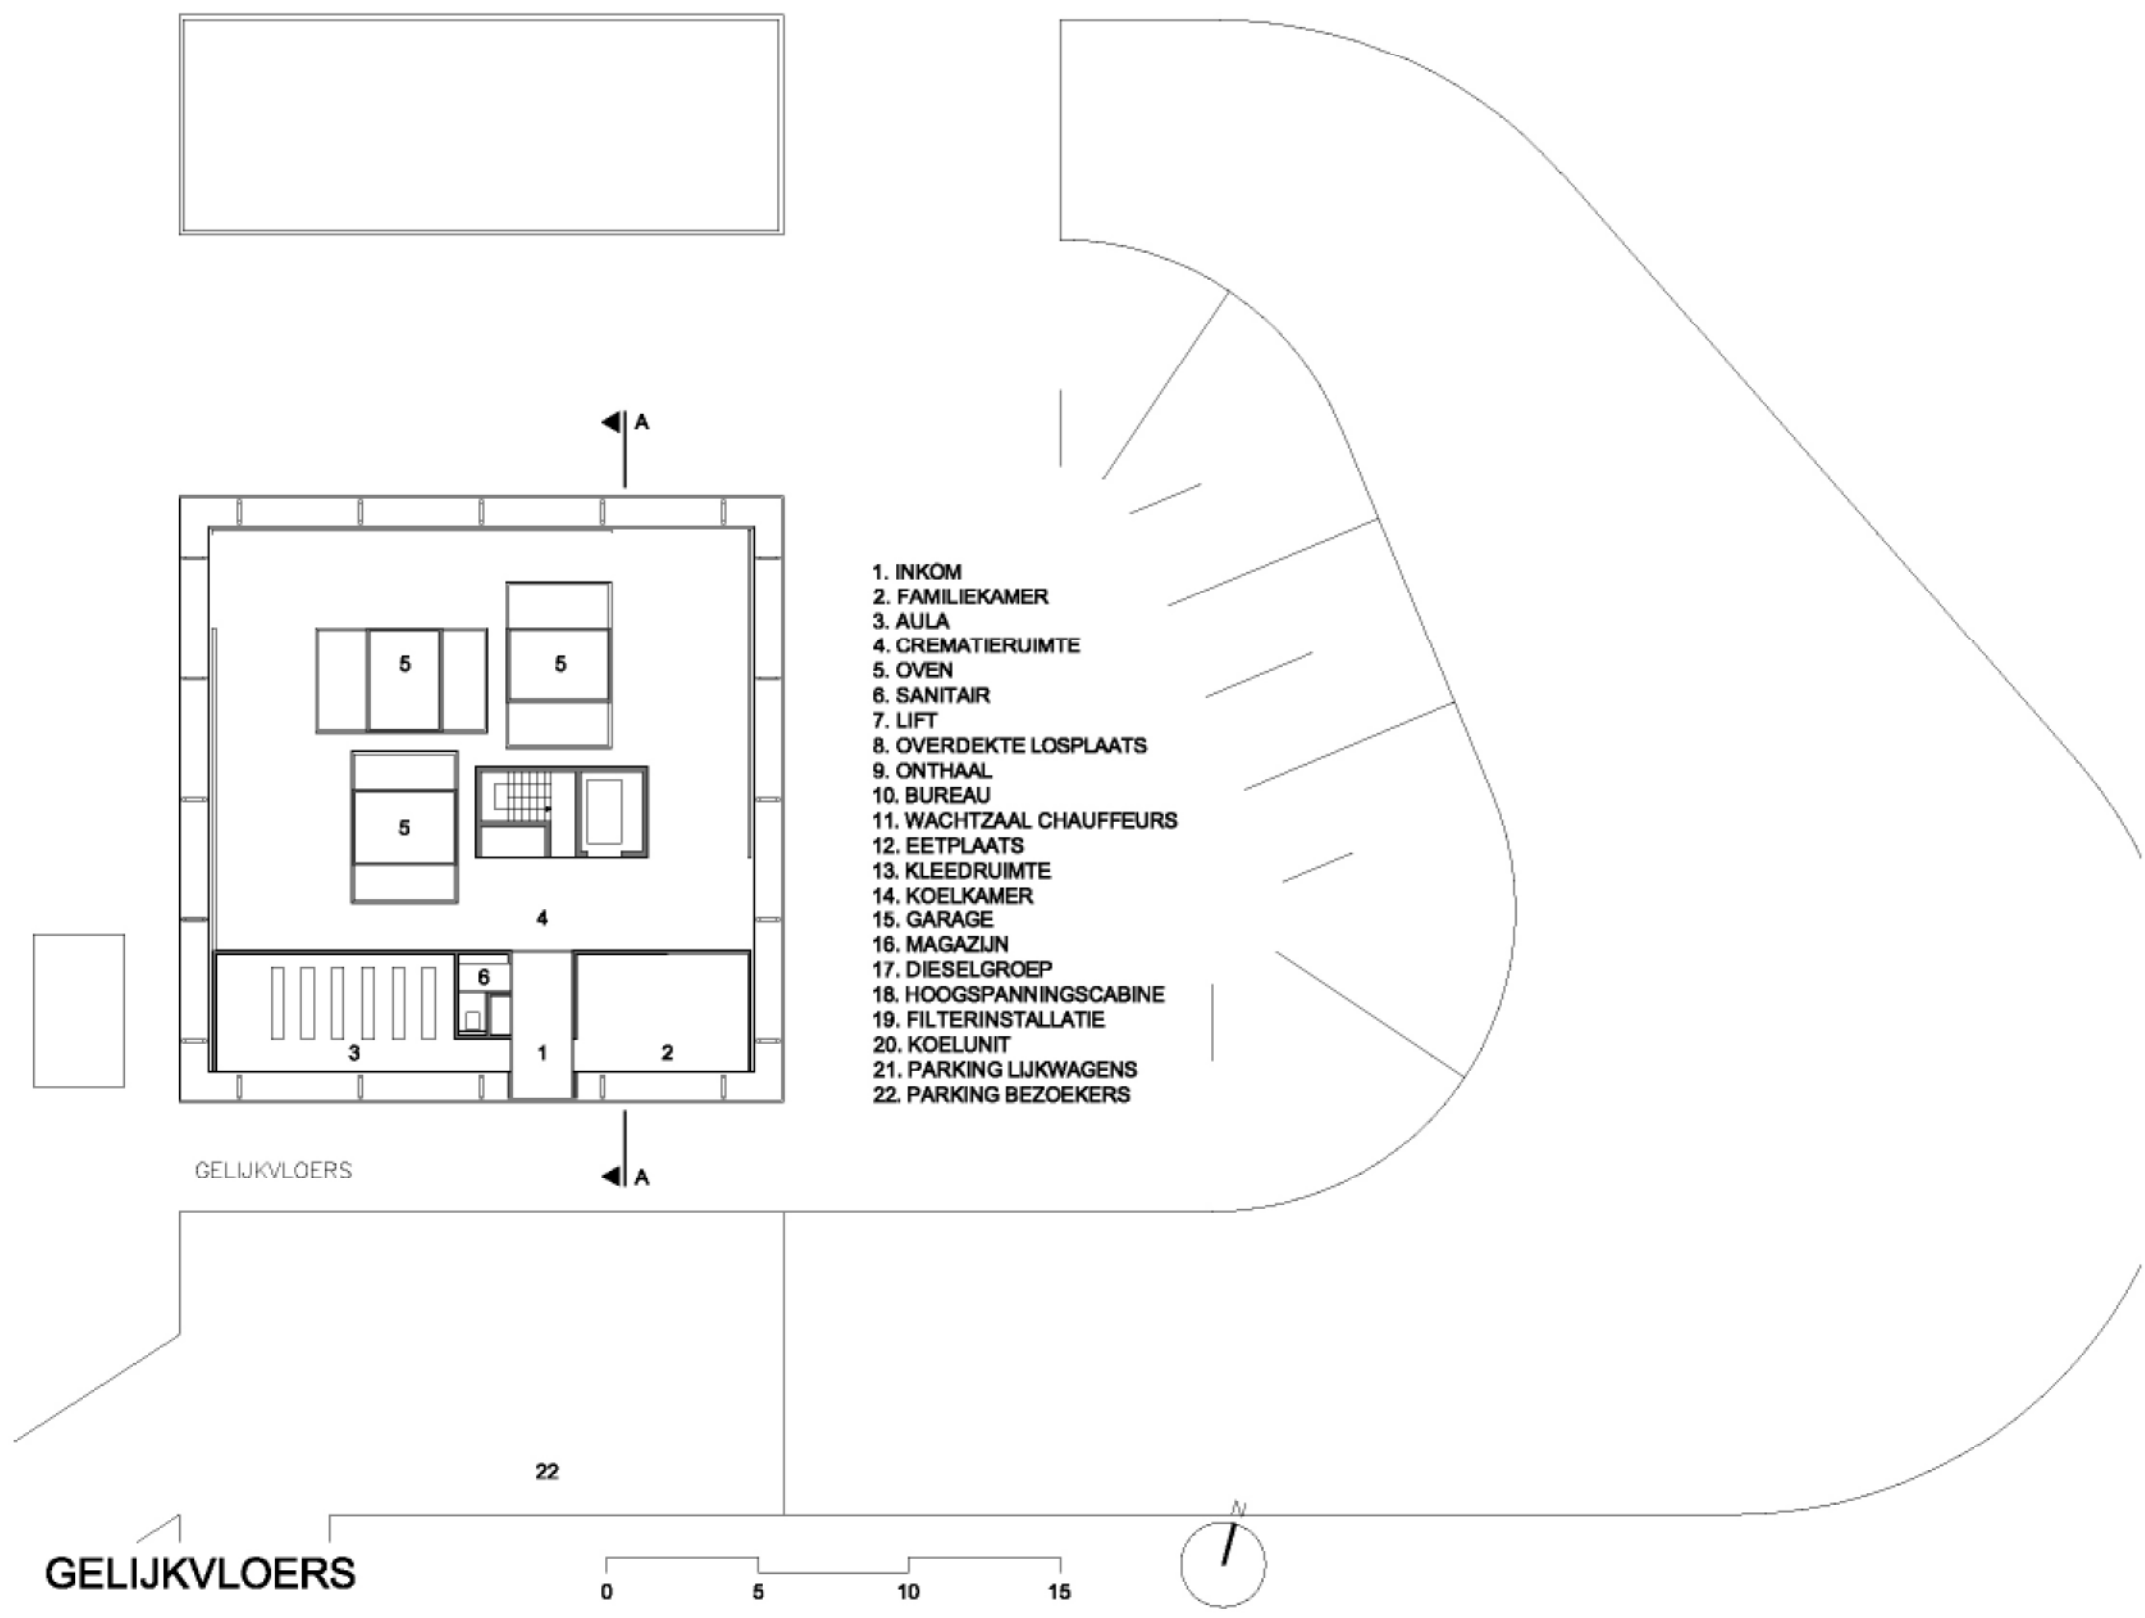 A
1. INKOM
2. FAMILIEKAMER
3. AULA
4. CREMATIERUIMTE
5. OVEN
6. SANITAIR
7. LIFT
8. OVERDEKTE LOSPLAATS
9. ONTHAAL
10. BUREAU
11. WACHTZAAL CHAUFFEURS
12. EETPLAATS
13. KLEEDRUIMTE
14. KOELKAMER
15. GARAGE
16. MAGAZIJN
17. DIESELGROEP
18. HOOGSPANNINGSCABINE
19. FILTERINSTALLATIE
20. KOELUNIT
21. PARKING LIJKWAGENS
22. PARKING BEZOEKERS
5 5
5
4
6
3 1 2
GELIJKVLOERS
A
22
N
GELIJKVLOERS
0 5 10 15